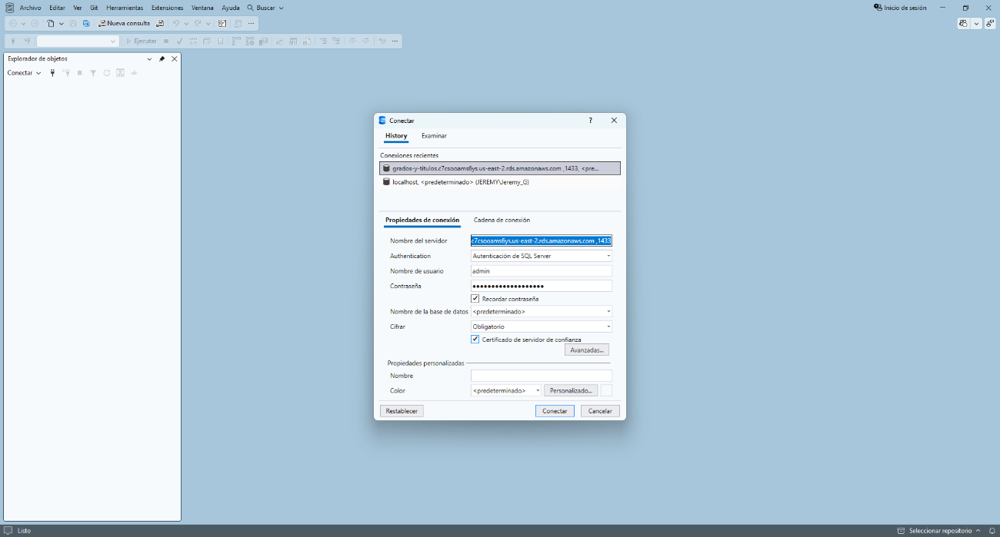 Archivo Editar Ver Git Herramientas Extensiones Ventana Ayuda Buscar Inicio de sesión
Nueva consulta
Ejecutar
Explorador de objetos
Conectar
Conectar ?
History Examinar
Conexiones recientes
grados-y-titulos.c7csooams6ys.us-east-2.rds.amazonaws.com ,1433, <pre...
localhost, <predeterminado> (JEREMY\Jeremy_G)
Propiedades de conexión Cadena de conexión
Nombre del servidor c7csooams6ys.us-east-2.rds.amazonaws.com ,1433
Authentication Autenticación de SQL Server
Nombre de usuario admin
Contraseña •••••••••••••••••••
Recordar contraseña
Nombre de la base de datos <predeterminado>
Cifrar Obligatorio
Certificado de servidor de confianza
Avanzadas...
Propiedades personalizadas
Nombre
Color <predeterminado> Personalizado...
Restablecer Conectar Cancelar
Listo Seleccionar repositorio